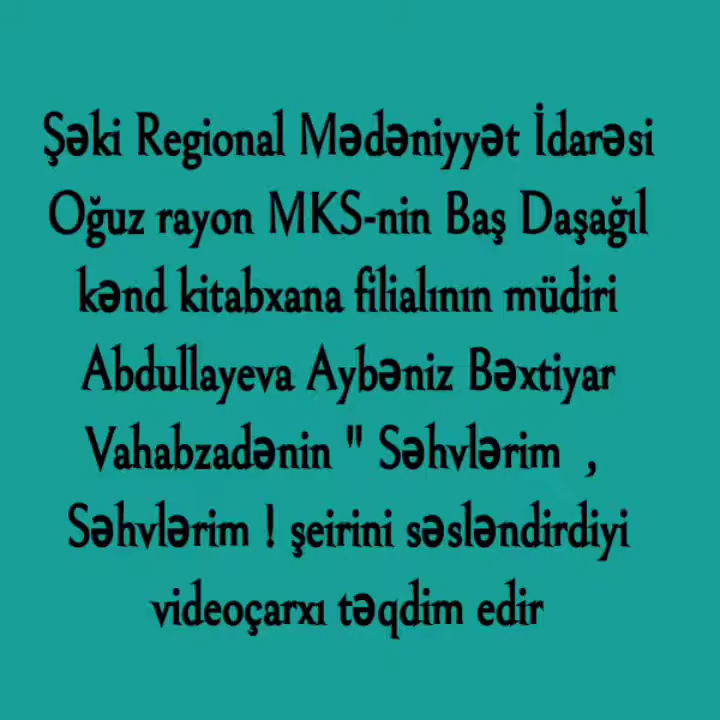 Şəki Regional Mədəniyyət İdarəsi
Oğuz rayon MKS-nin Baş Daşağıl
kənd kitabxana filialının müdiri
Abdullayeva Aybəniz Bəxtiyar
Vahabzadənin " Səhvlərim  ,
Səhvlərim ! şeirini səsləndirdiyi
videoçarxı təqdim edir